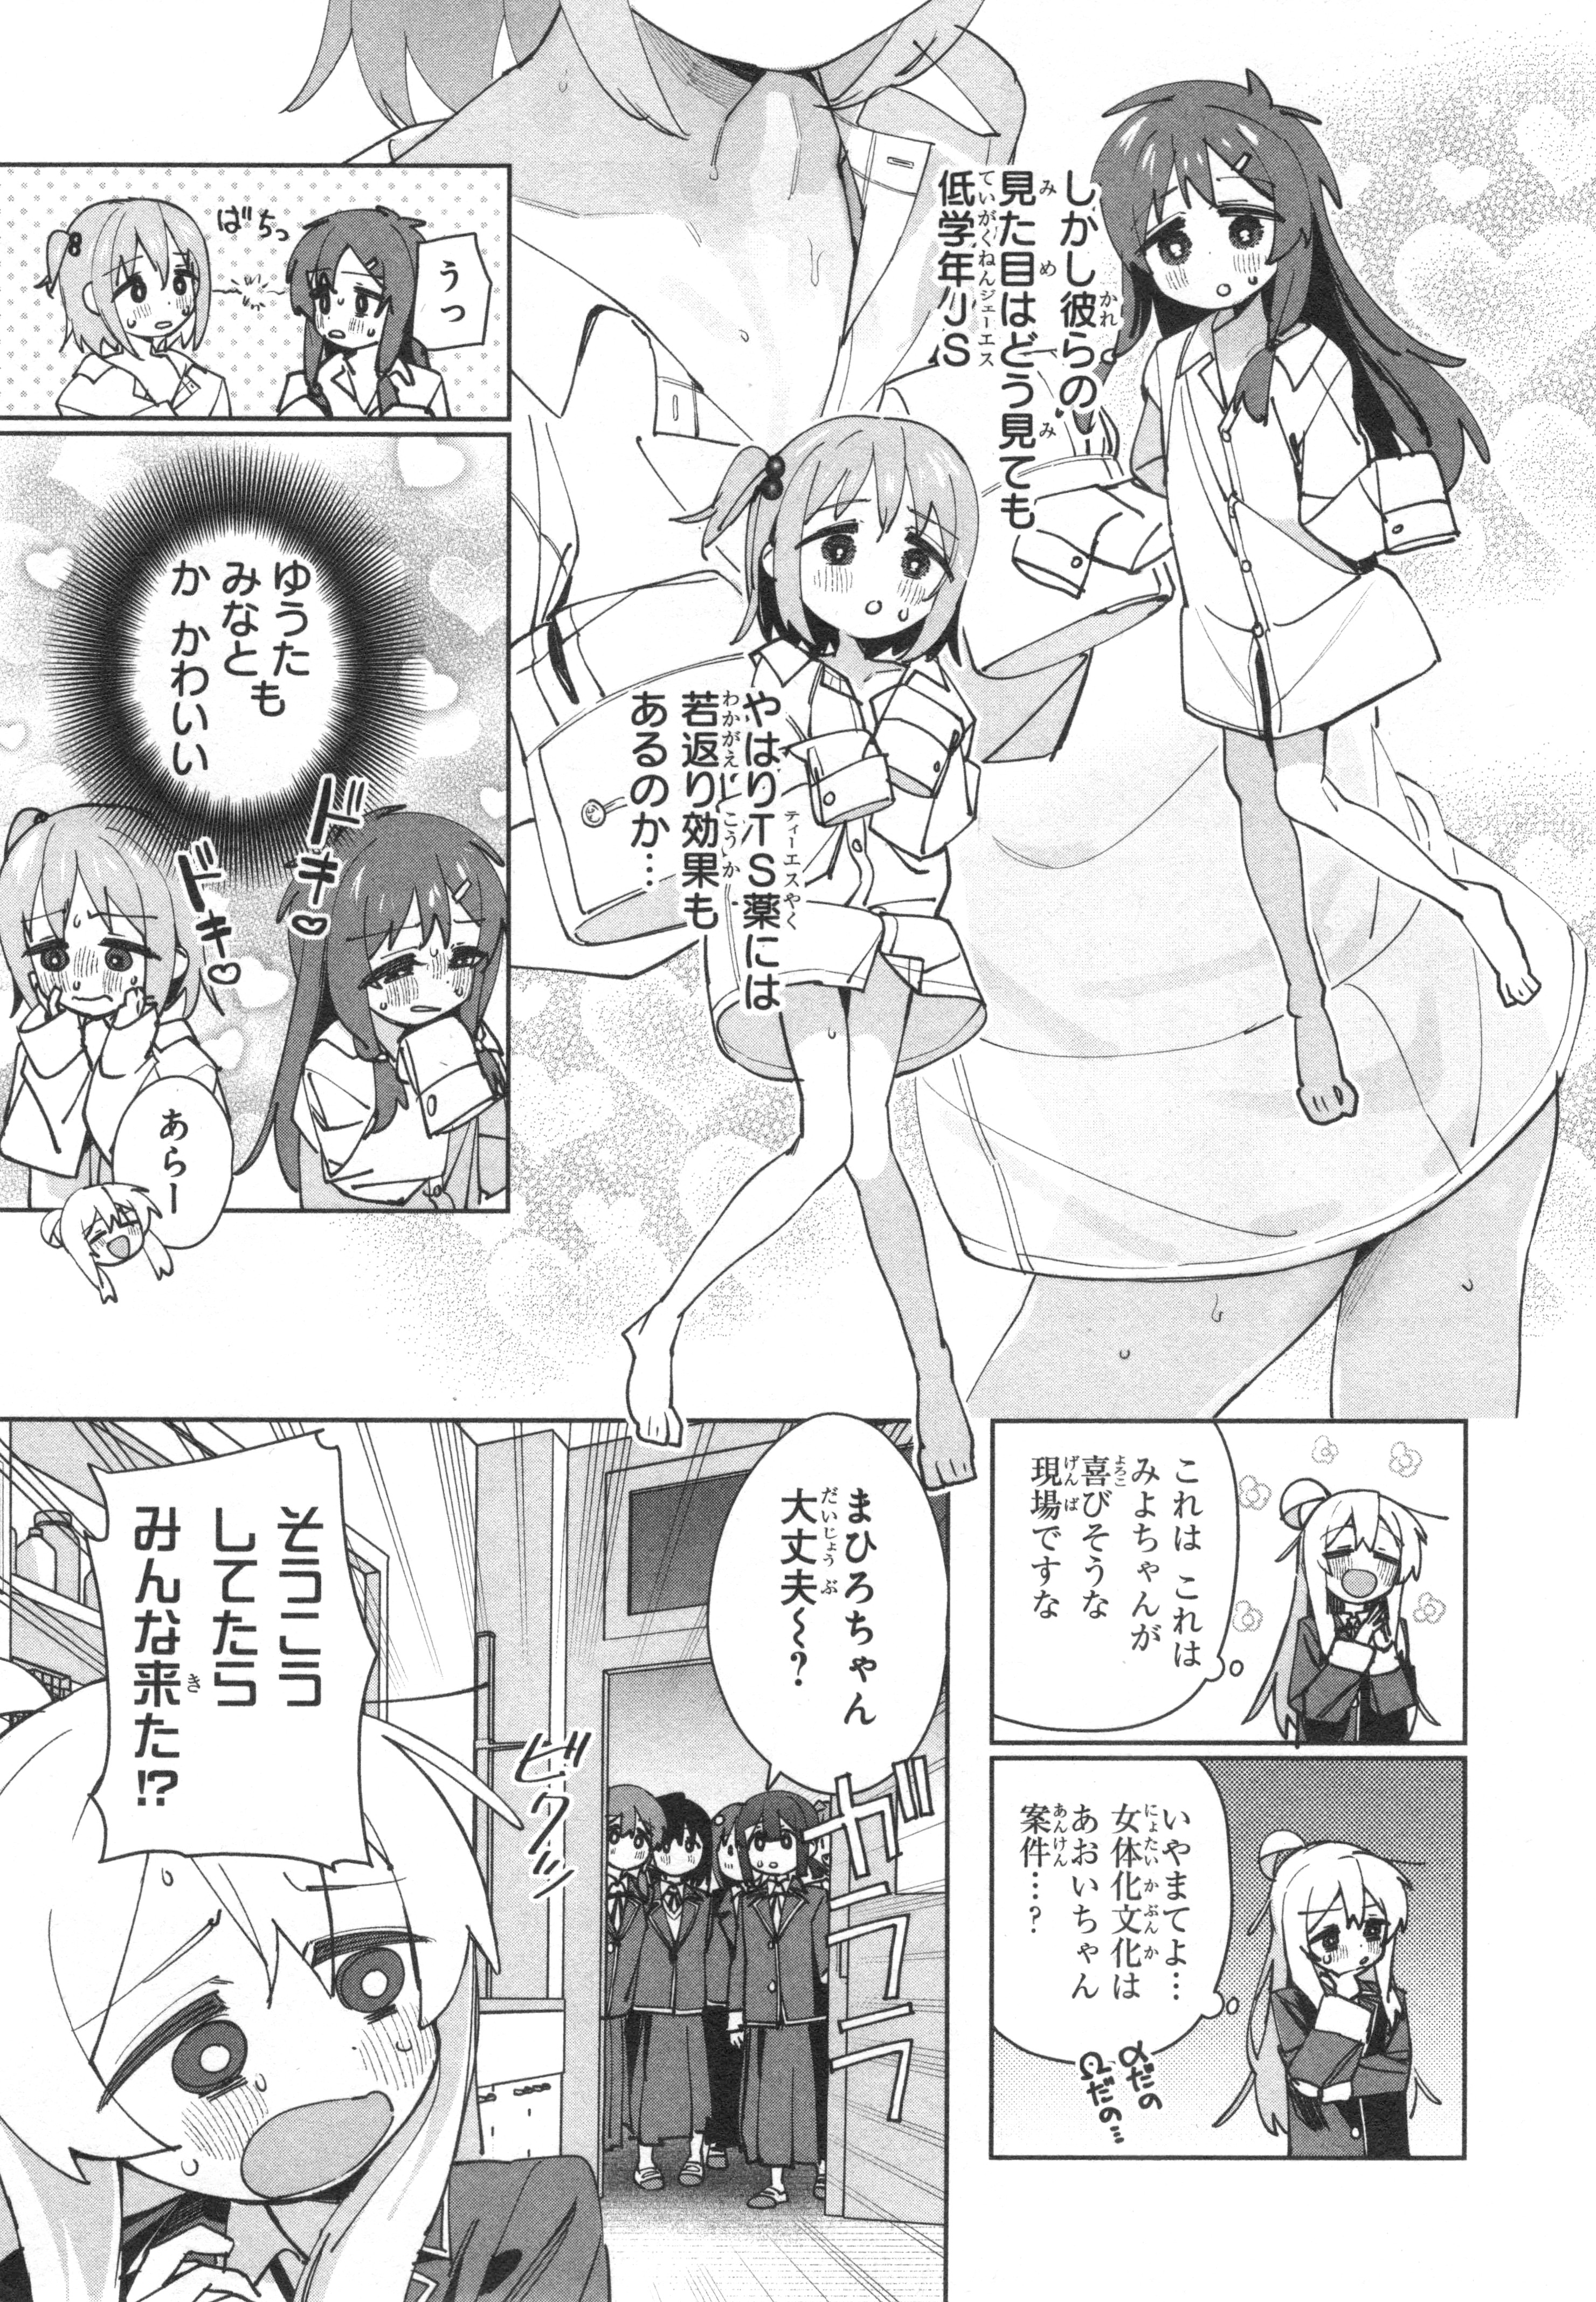 しかし彼らの
見た目はどう見ても
低学年JS
やはりTS薬には
若返り効果も
あるのか…
うっ
ばちっ
ゆうたも
みなと
か かわいい
ドキ♡
ドキ♡
あらー
これは これは
みよちゃんが
喜びそうな
現場ですな
いやまてよ…
女体化文化は
あおいちゃん
案件…?
αだの
Ωだの…
まひろちゃん
大丈夫〜?
ガラララ
ビクッ
そうこう
してたら
みんな来た!?